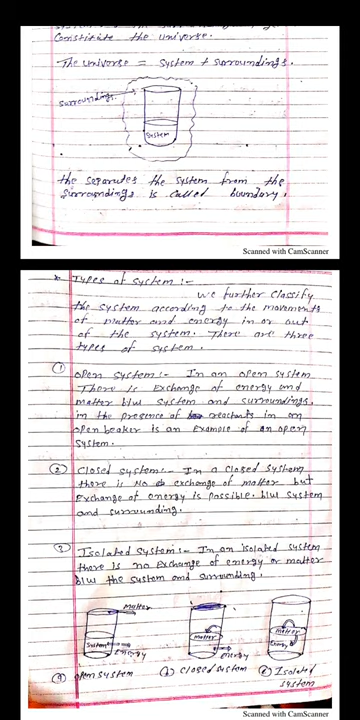 Constitute the universe.
The universe = System + Surroundings.
Surroundings
System
the separates the system from the
Surroundings is called boundary.
Scanned with CamScanner
* Types of System :-
We further classify
the system according to the movements
of matter and energy in or out
of the system. There are three
types of system.
① open system :- In an open system
There is Exchange of energy and
matter b/w system and surroundings.
in the presence of reactants in an
open beaker is an Example of an open
System.
② Closed system :- In a closed system
there is no exchange of matter but
Exchange of energy is possible. b/w system
and surrounding.
③ Isolated System :- In an isolated system
there is no Exchange of energy or matter
b/w the system and surrounding.
matter
System
Energy
matter
energy
matter
Energy
open system
closed system
Isolated
system
Scanned with CamScanner